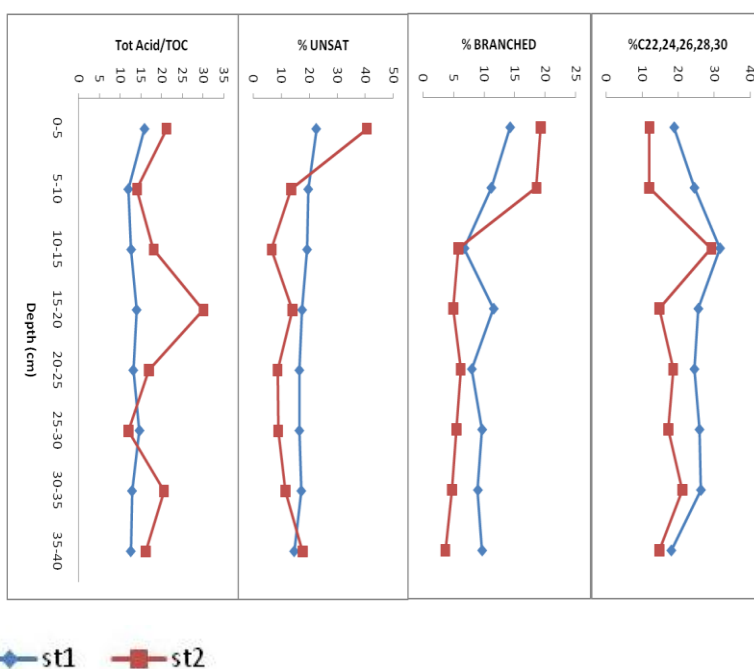 Tot Acid/TOC
% UNSAT
% BRANCHED
%C22,24,26,28,30
0 5 10 15 20 25 30 35
0 10 20 30 40 50
0 5 10 15 20 25
0 10 20 30 40
0-5
5-10
10-15
15-20
20-25
25-30
30-35
35-40
Depth (cm)
st1
st2